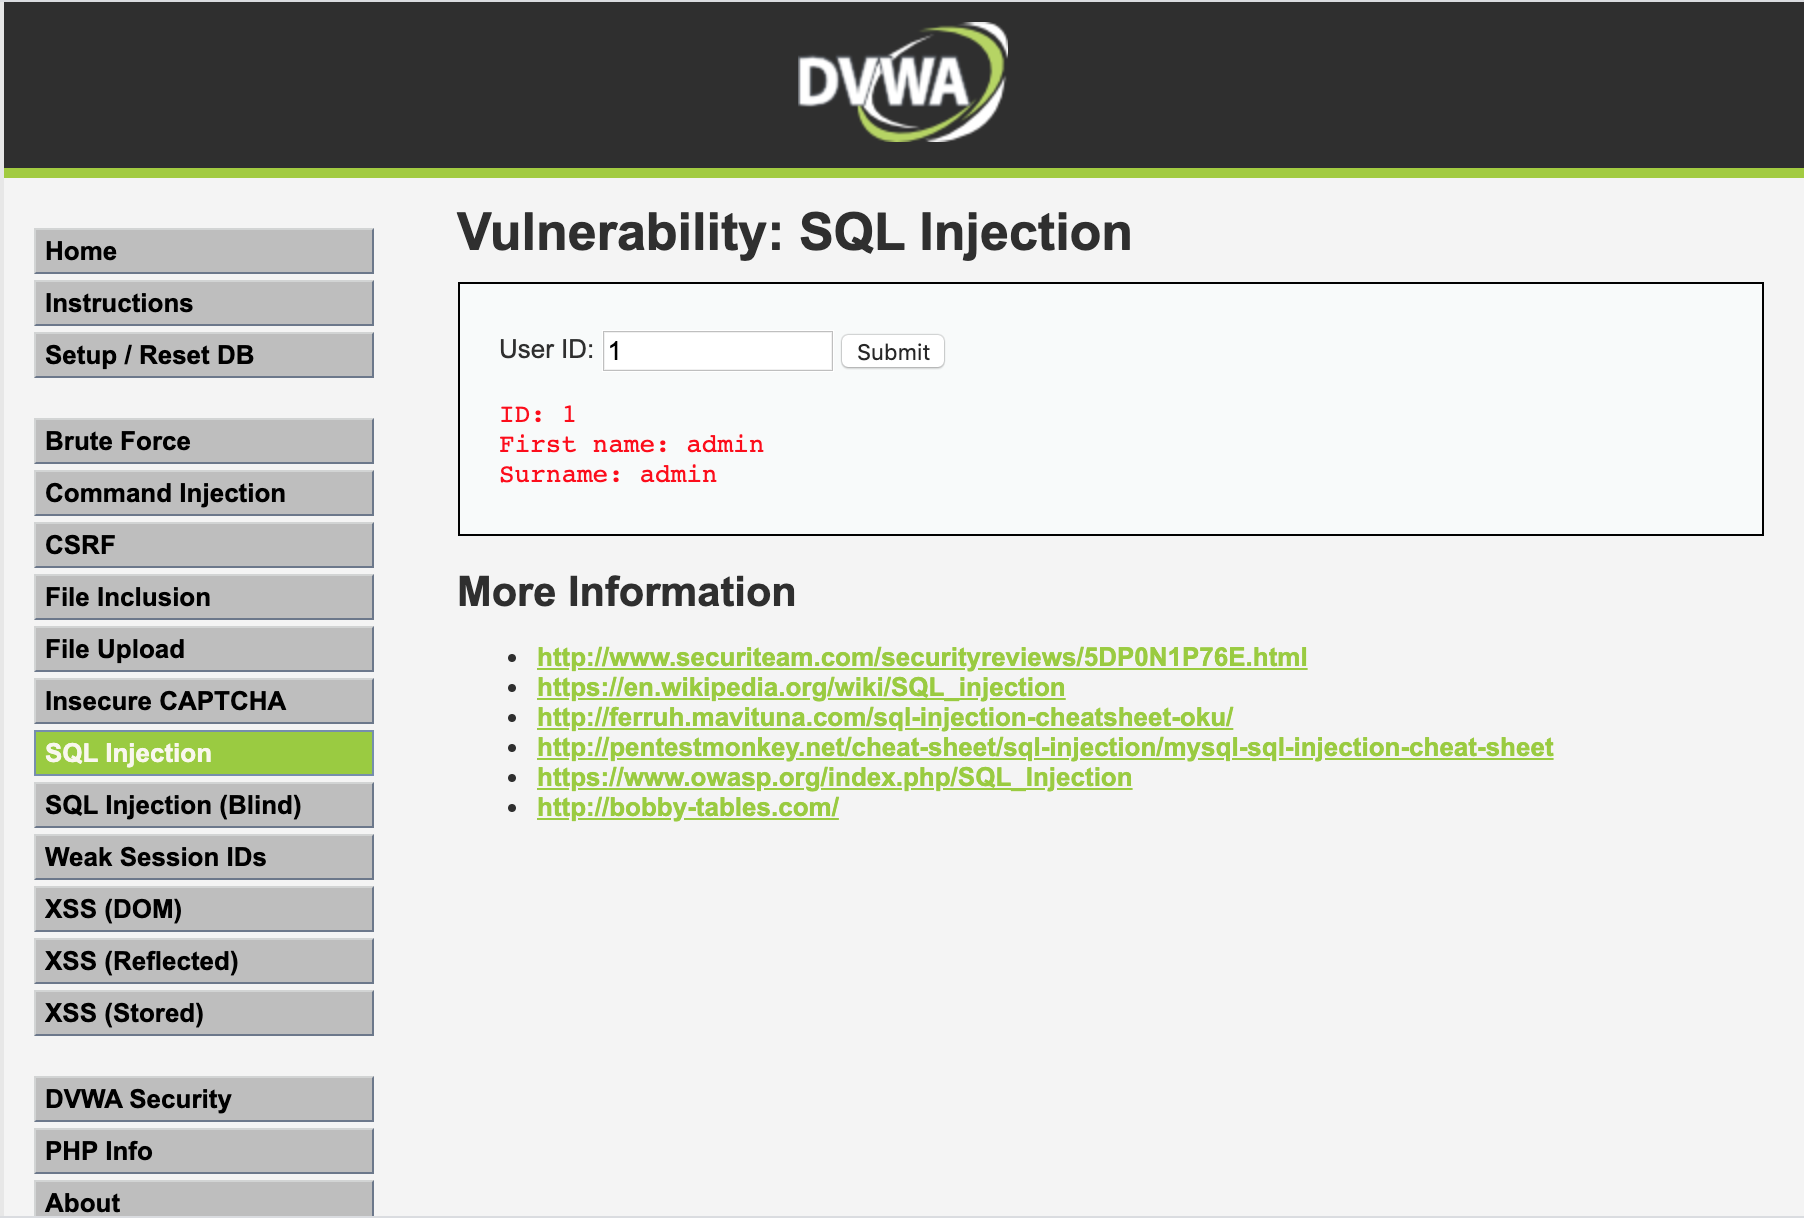 DVWA
Home
Instructions
Setup / Reset DB
Brute Force
Command Injection
CSRF
File Inclusion
File Upload
Insecure CAPTCHA
SQL Injection
SQL Injection (Blind)
Weak Session IDs
XSS (DOM)
XSS (Reflected)
XSS (Stored)
DVWA Security
PHP Info
About
Vulnerability: SQL Injection
User ID: 1 Submit
ID: 1
First name: admin
Surname: admin
More Information
http://www.securiteam.com/securityreviews/5DP0N1P76E.html
https://en.wikipedia.org/wiki/SQL_injection
http://ferruh.mavituna.com/sql-injection-cheatsheet-oku/
http://pentestmonkey.net/cheat-sheet/sql-injection/mysql-sql-injection-cheat-sheet
https://www.owasp.org/index.php/SQL_Injection
http://bobby-tables.com/